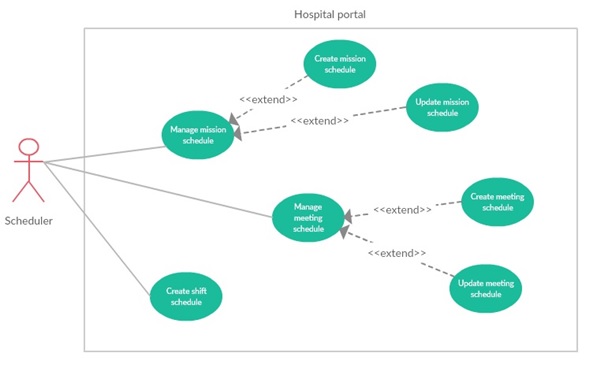 Hospital portal
Create mission
schedule
<<extend>>
Update mission
schedule
<<extend>>
Manage mission
schedule
Scheduler
Manage
meeting
schedule
<<extend>>
Create meeting
schedule
<<extend>>
Update meeting
schedule
Create shift
schedule